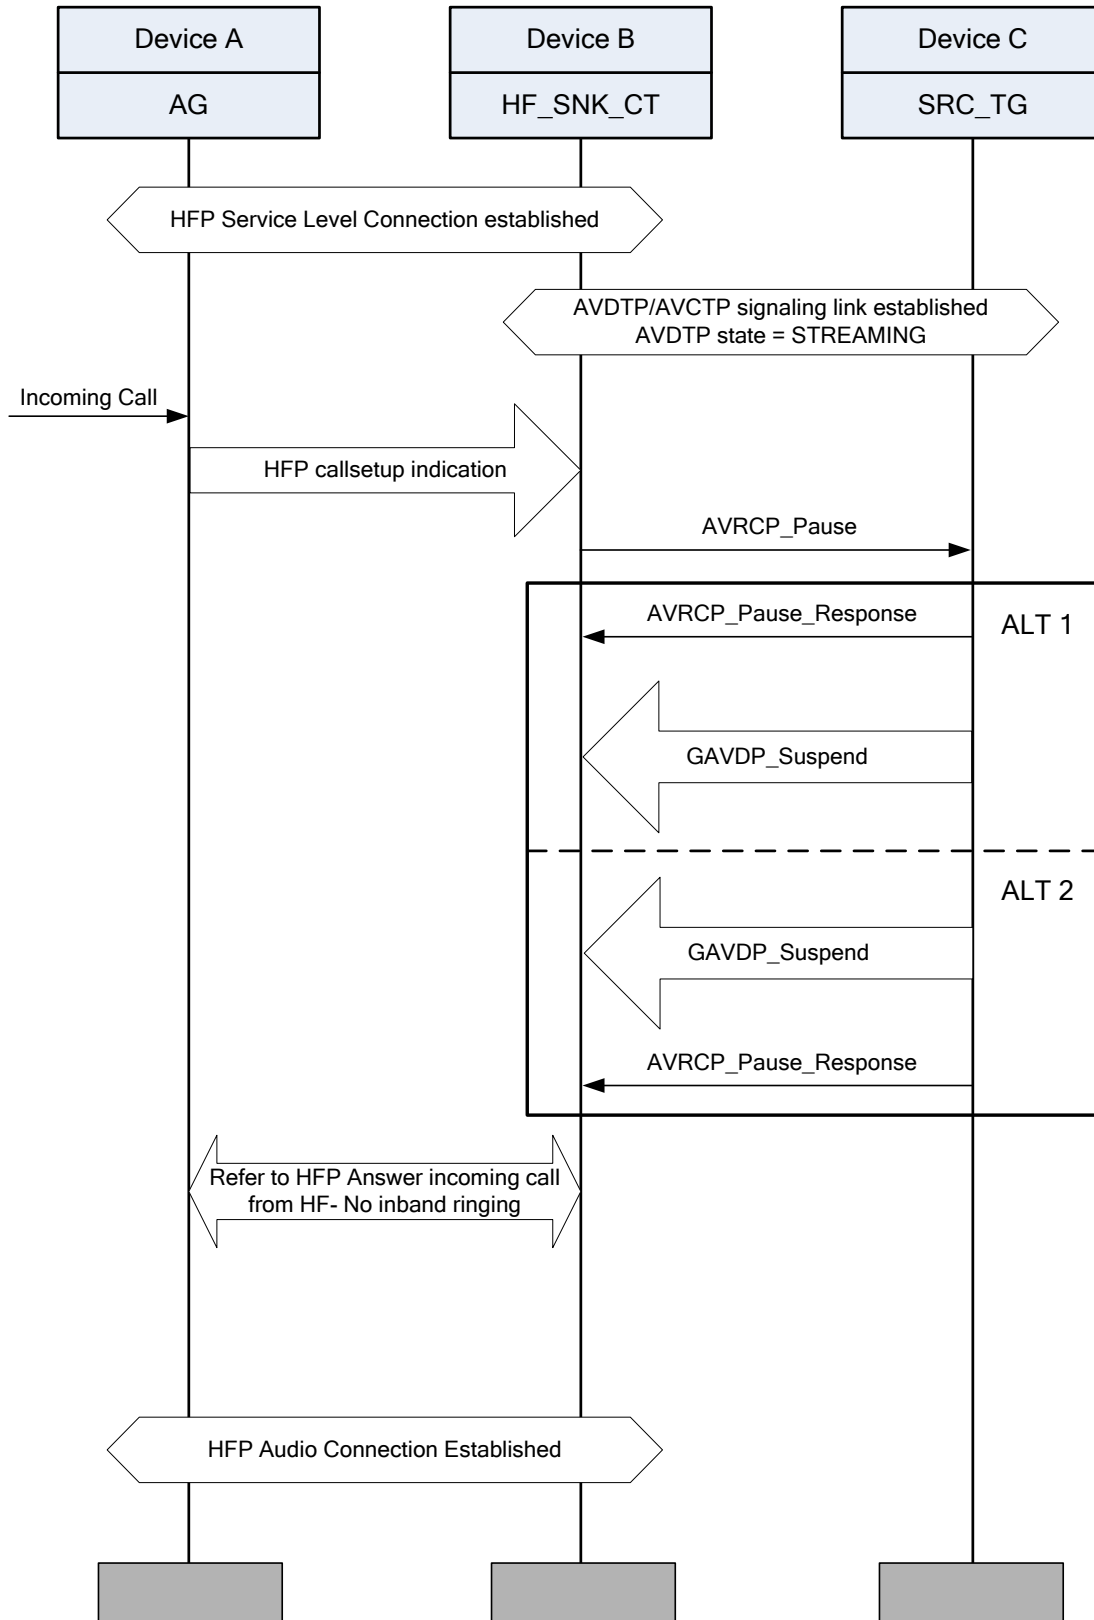 Device A
Device B
Device C
AG
HF_SNK_CT
SRC_TG
HFP Service Level Connection established
AVDTP/AVCTP signaling link established
AVDTP state = STREAMING
Incoming Call
HFP callsetup indication
AVRCP_Pause
AVRCP_Pause_Response
ALT 1
GAVDP_Suspend
ALT 2
GAVDP_Suspend
AVRCP_Pause_Response
Refer to HFP Answer incoming call
from HF- No inband ringing
HFP Audio Connection Established